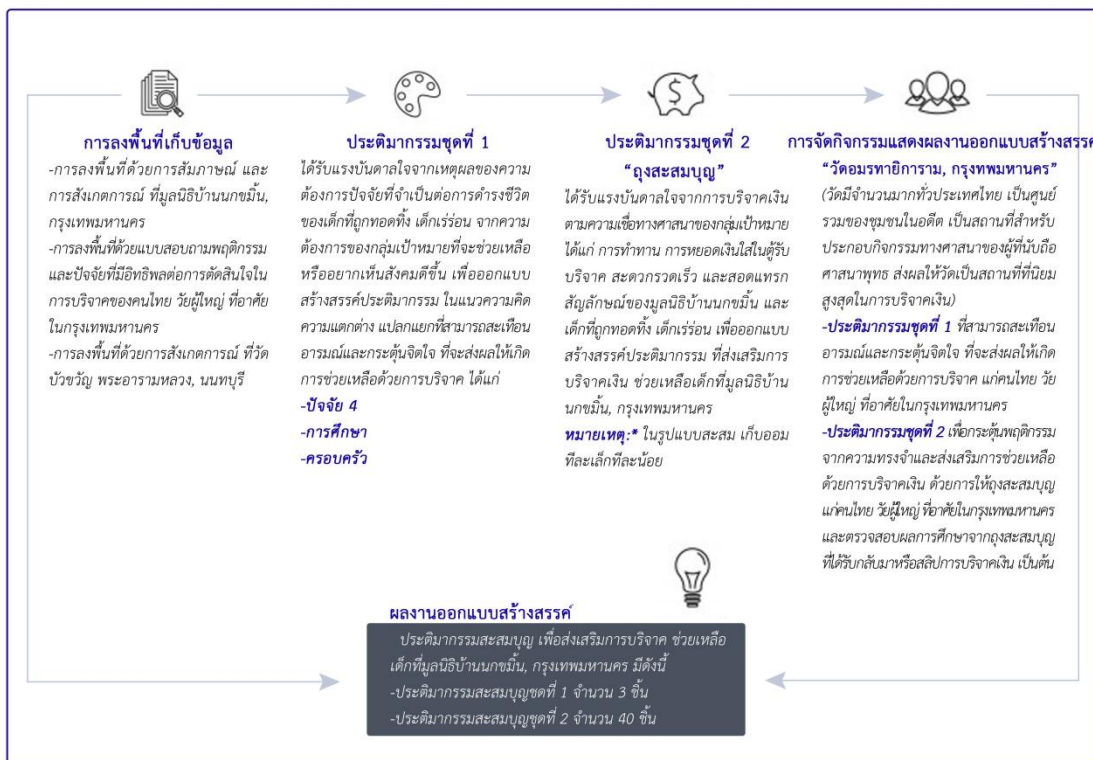 การลงพื้นที่เก็บข้อมูล
-การลงพื้นที่ด้วยการสัมภาษณ์ และ
การสังเกตการณ์ ที่มูลนิธิบ้านนกขมิ้น,
กรุงเทพมหานคร
-การลงพื้นที่ด้วยแบบสอบถามพฤติกรรม
และปัจจัยที่มีอิทธิพลต่อการตัดสินใจใน
การบริจาคของคนไทย วัยผู้ใหญ่ ที่อาศัย
ในกรุงเทพมหานคร
-การลงพื้นที่ด้วยการสังเกตการณ์ ที่วัด
บัวขวัญ พระอารามหลวง, นนทบุรี
ประติมากรรมชุดที่ 1
ได้รับแรงบันดาลใจจากเหตุผลของความ
ต้องการปัจจัยที่จำเป็นต่อการดำรงชีวิต
ของเด็กที่ถูกทอดทิ้ง เด็กเร่ร่อน จากความ
ต้องการของกลุ่มเป้าหมายที่จะช่วยเหลือ
หรืออยากเห็นสังคมดีขึ้น เพื่อออกแบบ
สร้างสรรค์ประติมากรรม ในแนวความคิด
ความแตกต่าง แปลกแยกที่สามารถสะเทือน
อารมณ์และกระตุ้นจิตใจ ที่จะส่งผลให้เกิด
การช่วยเหลือด้วยการบริจาค ได้แก่
-ปัจจัย 4
-การศึกษา
-ครอบครัว
ประติมากรรมชุดที่ 2
“ถุงสะสมบุญ”
ได้รับแรงบันดาลใจจากการบริจาคเงิน
ตามความเชื่อทางศาสนาของกลุ่มเป้าหมาย
ได้แก่ การทำทาน การหยอดเงินใส่ในตู้รับ
บริจาค สะดวกรวดเร็ว และสอดแทรก
สัญลักษณ์ของมูลนิธิบ้านนกขมิ้น และ
เด็กที่ถูกทอดทิ้ง เด็กเร่ร่อน เพื่อออกแบบ
สร้างสรรค์ประติมากรรม ที่ส่งเสริมการ
บริจาคเงิน ช่วยเหลือเด็กที่มูลนิธิบ้าน
นกขมิ้น, กรุงเทพมหานคร
หมายเหตุ:* ในรูปแบบสะสม เก็บออม
ทีละเล็กทีละน้อย
การจัดกิจกรรมแสดงผลงานออกแบบสร้างสรรค์
“วัดอมรทายิการาม, กรุงเทพมหานคร”
(วัดมีจำนวนมากทั่วประเทศไทย เป็นศูนย์
รวมของชุมชนในอดีต เป็นสถานที่สำหรับ
ประกอบกิจกรรมทางศาสนาของผู้ที่นับถือ
ศาสนาพุทธ ส่งผลให้วัดเป็นสถานที่ที่นิยม
สูงสุดในการบริจาคเงิน)
-ประติมากรรมชุดที่ 1 ที่สามารถสะเทือน
อารมณ์และกระตุ้นจิตใจ ที่จะส่งผลให้เกิด
การช่วยเหลือด้วยการบริจาค แก่คนไทย วัย
ผู้ใหญ่ ที่อาศัยในกรุงเทพมหานคร
-ประติมากรรมชุดที่ 2 เพื่อกระตุ้นพฤติกรรม
จากความทรงจำและส่งเสริมการช่วยเหลือ
ด้วยการบริจาคเงิน ด้วยการให้ถุงสะสมบุญ
แก่คนไทย วัยผู้ใหญ่ ที่อาศัยในกรุงเทพมหานคร
และตรวจสอบผลการศึกษาจากถุงสะสมบุญ
ที่ได้รับกลับมาหรือสลิปการบริจาคเงิน เป็นต้น
ผลงานออกแบบสร้างสรรค์
ประติมากรรมสะสมบุญ เพื่อส่งเสริมการบริจาค ช่วยเหลือ
เด็กที่มูลนิธิบ้านนกขมิ้น, กรุงเทพมหานคร มีดังนี้
-ประติมากรรมสะสมบุญชุดที่ 1 จำนวน 3 ชิ้น
-ประติมากรรมสะสมบุญชุดที่ 2 จำนวน 40 ชิ้น